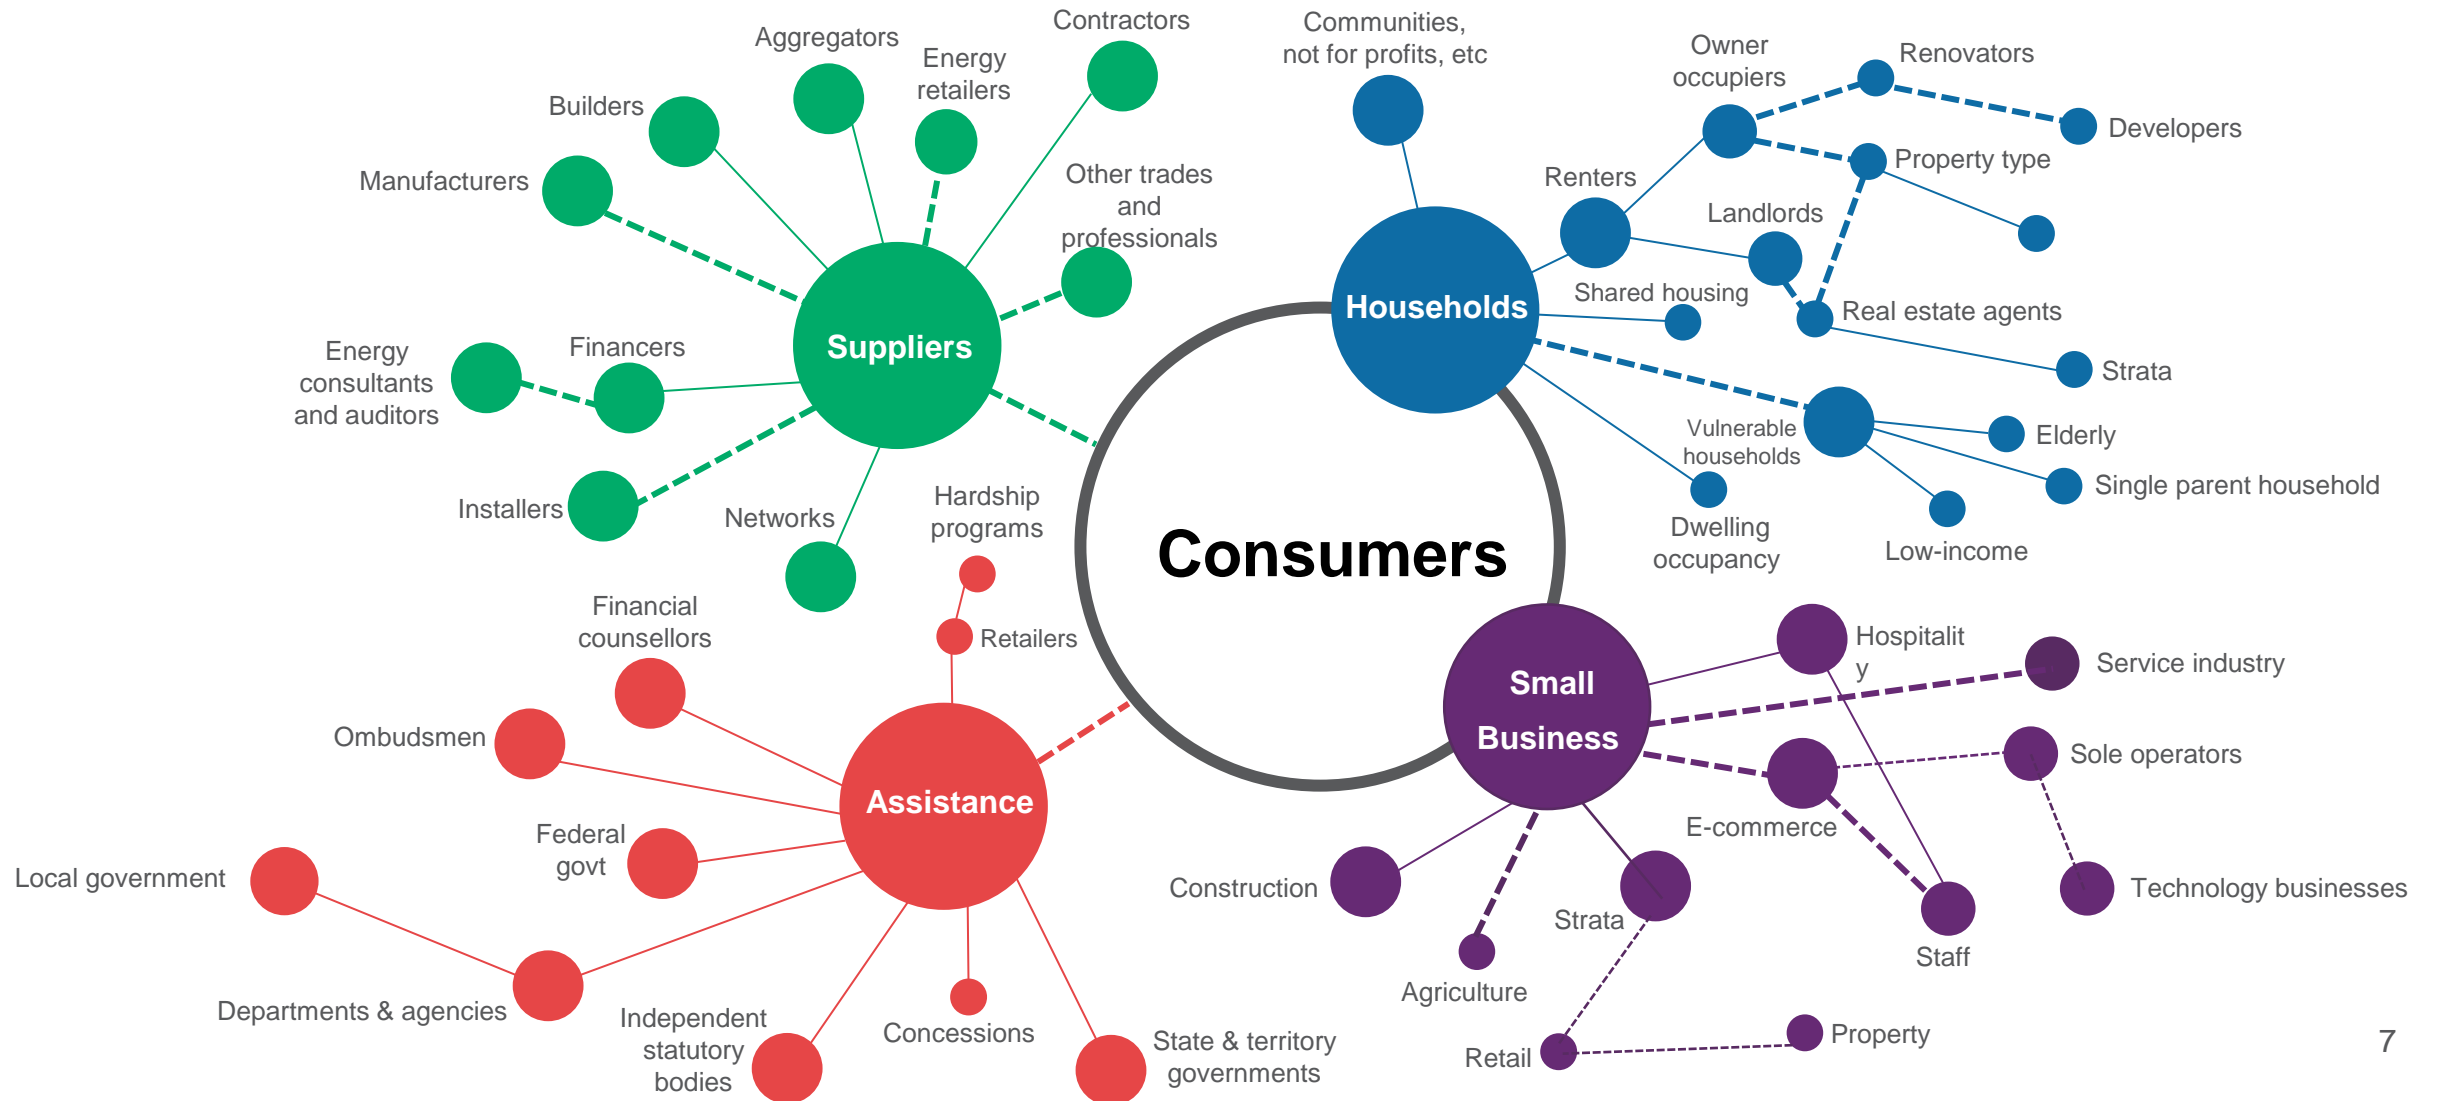 Contractors
Aggregators
Energy
retailers
Builders
Manufacturers
Other trades
and
professionals
Suppliers
Financers
Energy
consultants
and auditors
Installers
Networks
Communities,
not for profits, etc
Owner
occupiers
Renovators
Developers
Property type
Renters
Landlords
Households
Shared housing
Real estate agents
Strata
Vulnerable
households
Elderly
Single parent household
Low-income
Dwelling
occupancy
Consumers
Hardship
programs
Retailers
Financial
counsellors
Ombudsmen
Assistance
Federal
govt
Local government
Departments & agencies
Independent
statutory
bodies
Concessions
State & territory
governments
Small
Business
Hospitalit
y
Service industry
Sole operators
E-commerce
Technology businesses
Staff
Construction
Strata
Agriculture
Retail
Property
7